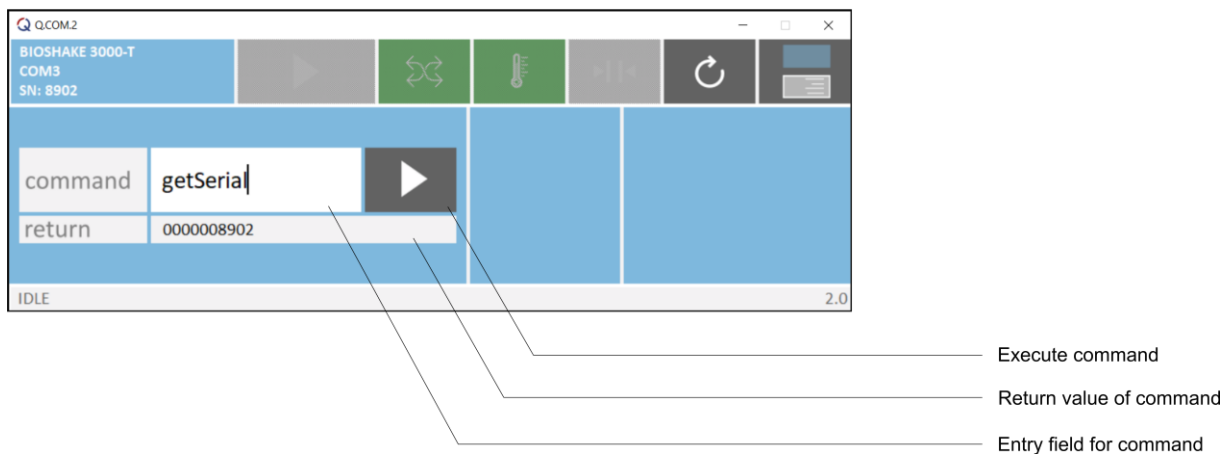 Q.COM.2
BIOSHAKE 3000-T
COM3
SN: 8902
command
getSerial
return
0000008902
IDLE
2.0
Execute command
Return value of command
Entry field for command